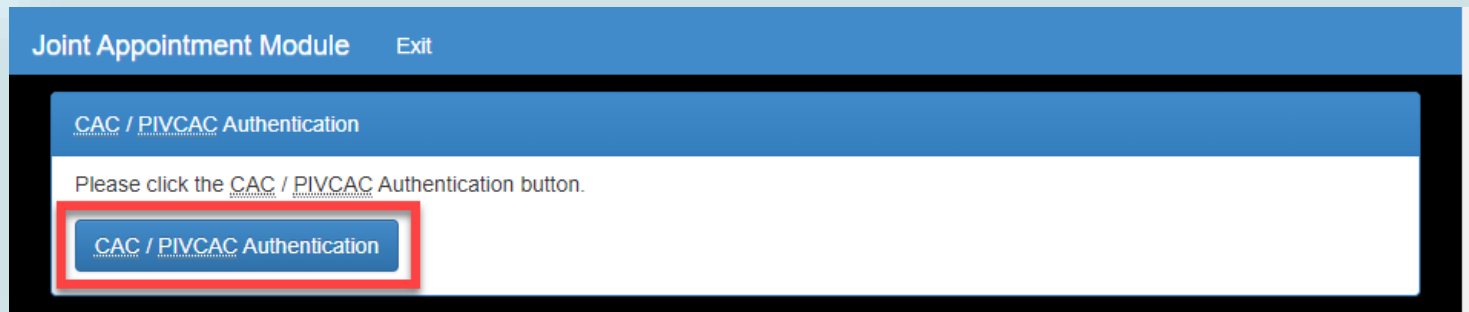 Joint Appointment Module Exit
CAC / PIVCAC Authentication
Please click the CAC / PIVCAC Authentication button.
CAC / PIVCAC Authentication